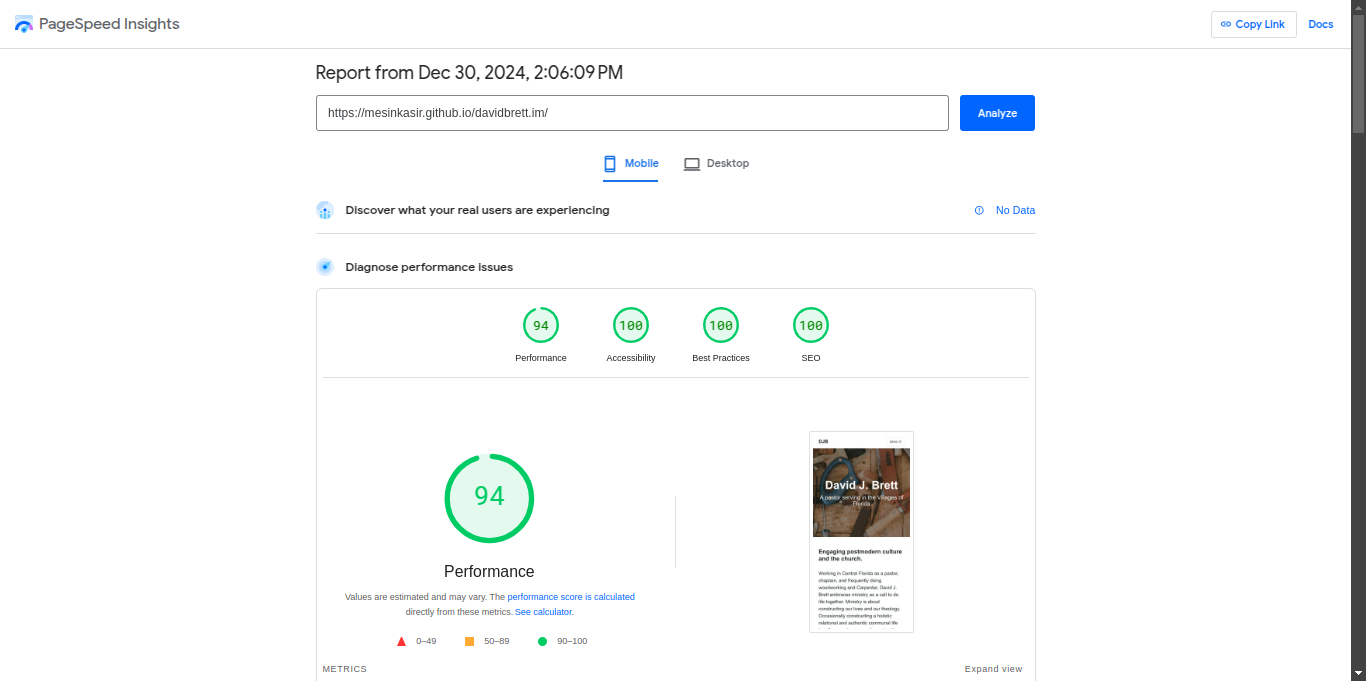 PageSpeed Insights
Copy Link
Docs
Report from Dec 30, 2024, 2:06:09 PM
https://mesinkasir.github.io/davidbrett.im/
Analyze
Mobile
Desktop
Discover what your real users are experiencing
No Data
Diagnose performance issues
94
100
100
100
Performance
Accessibility
Best Practices
SEO
94
Performance
Values are estimated and may vary. The performance score is calculated
directly from these metrics. See calculator.
0–49
50–89
90–100
DJB
David J. Brett
A pastor serving in the Villages of
Florida.
Engaging postmodern culture
and the church.
Working in Central Florida as a pastor,
chaplain, and frequently doing
woodworking and Carpenter, David J.
Brett embraces ministry as a call to do
life together. Ministry is about
constructing our lives and our theology.
Occasionally constructing a holistic
relational and authentic communal life
METRICS
Expand view